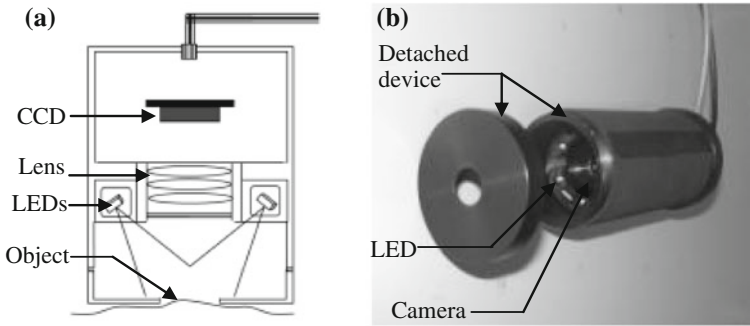 (a)
CCD
Lens
LEDs
Object
(b)
Detached
device
LED
Camera